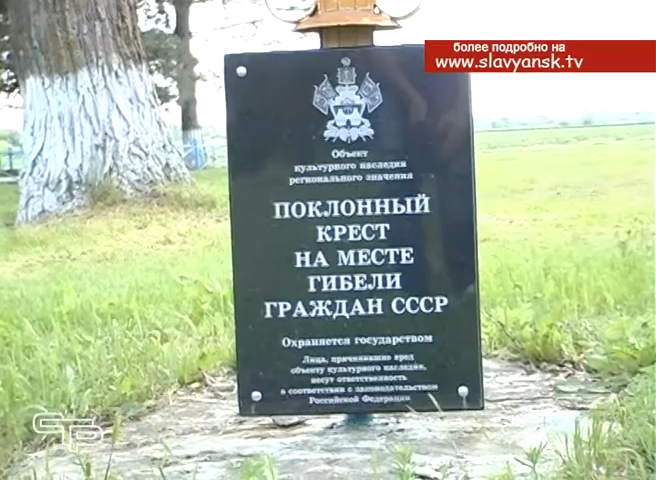 более подробно на
www.slavyansk.tv
Объект
культурного наследия
регионального значения
ПОКЛОННЫЙ
КРЕСТ
НА МЕСТЕ
ГИБЕЛИ
ГРАЖДАН СССР
Охраняется государством
Лица, причинившие вред
объекту культурного наследия,
несут ответственность
в соответствии с законодательством
Российской Федерации